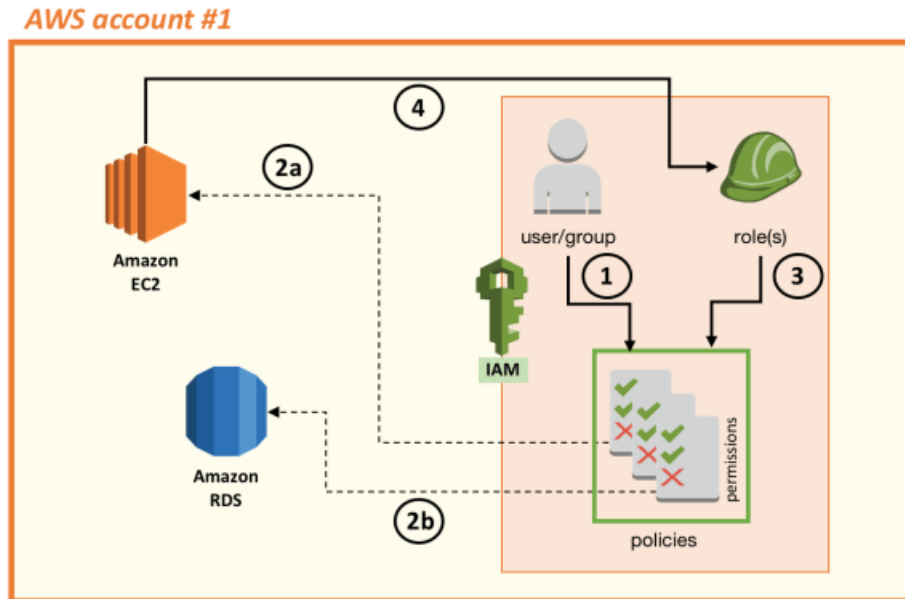 AWS account #1
4
2a
Amazon
EC2
user/group
role(s)
1
3
IAM
permissions
Amazon
RDS
2b
policies